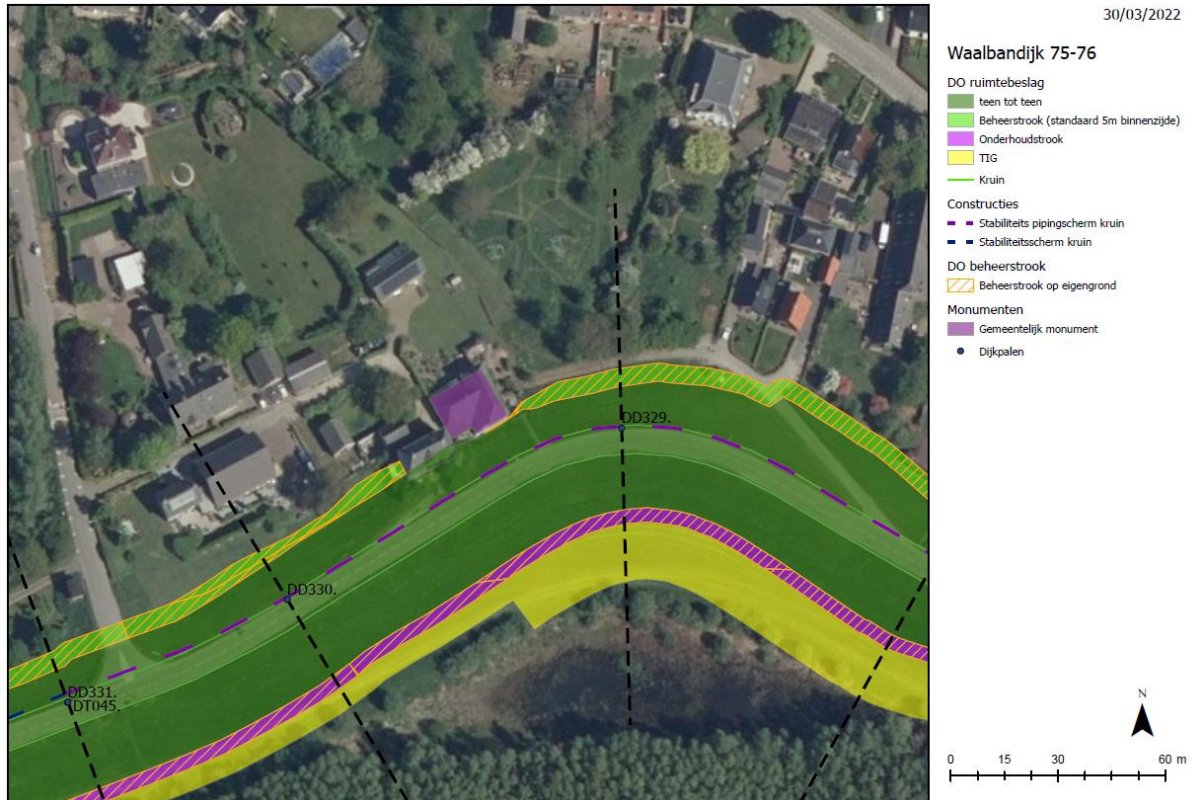 30/03/2022
Waalbandijk 75-76
DO ruimtebeslag
teen tot teen
Beheerstrook (standaard 5m binnenzijde)
Onderhoudstrook
TIG
Kruin
Constructies
Stabiliteits pipingscherm kruin
Stabiliteitsscherm kruin
DO beheerstrook
Beheerstrook op eigengrond
Monumenten
Gemeentelijk monument
Dijkpalen
DD329.
DD330.
DD331.
DT045.
N
0 15 30 60 m